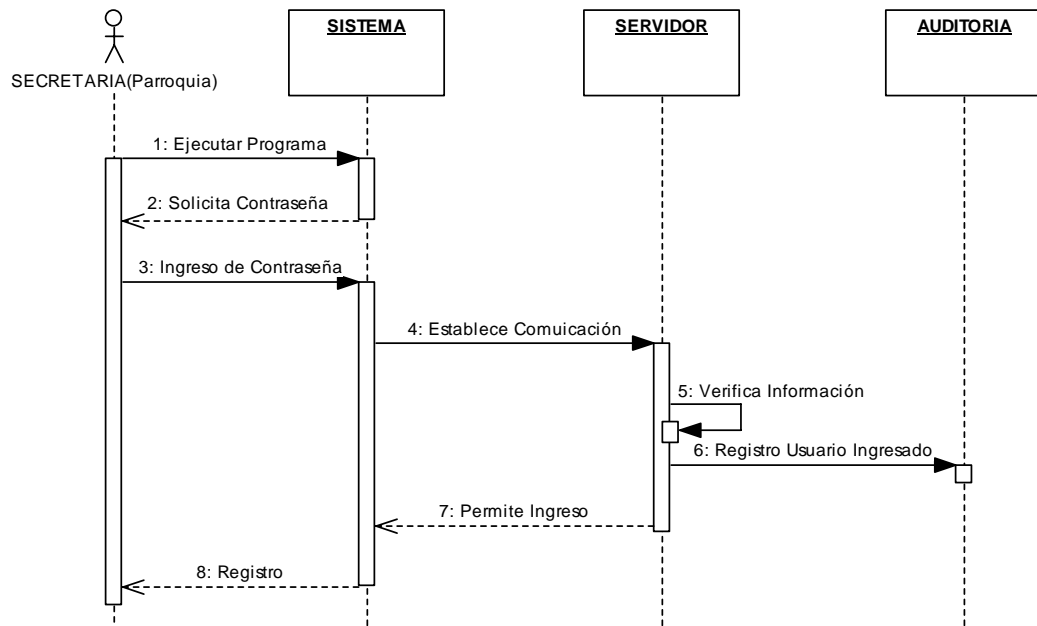 SISTEMA
SERVIDOR
AUDITORIA
SECRETARIA(Parroquia)
1: Ejecutar Programa
2: Solicita Contraseña
3: Ingreso de Contraseña
4: Establece Comuicación
5: Verifica Información
6: Registro Usuario Ingresado
7: Permite Ingreso
8: Registro